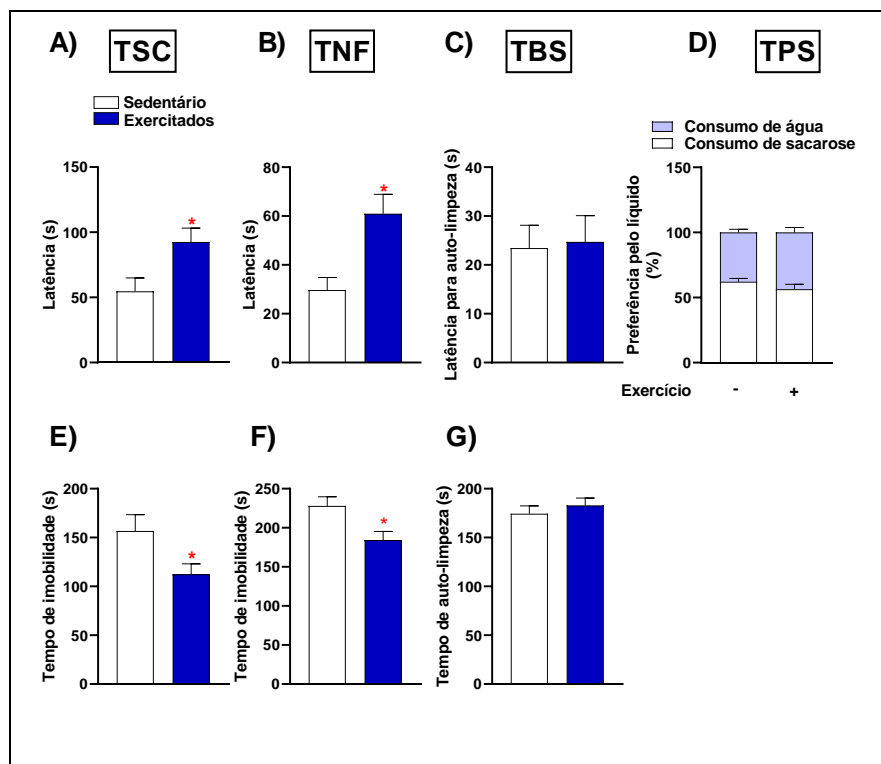 A) TSC
B) TNF
C) TBS
D) TPS
Sedentário
Exercitados
Consumo de água
Consumo de sacarose
Latência (s)
150
100
50
0
*
Latência (s)
80
60
40
20
0
*
Latência para auto-limpeza (s)
40
30
20
10
0
Preferência pelo líquido
(%)
150
100
50
0
Exercício - +
E)
F)
G)
Tempo de imobilidade (s)
200
150
100
50
0
*
Tempo de imobilidade (s)
250
200
150
200
50
0
*
Tempo de auto-limpeza (s)
200
150
100
50
0